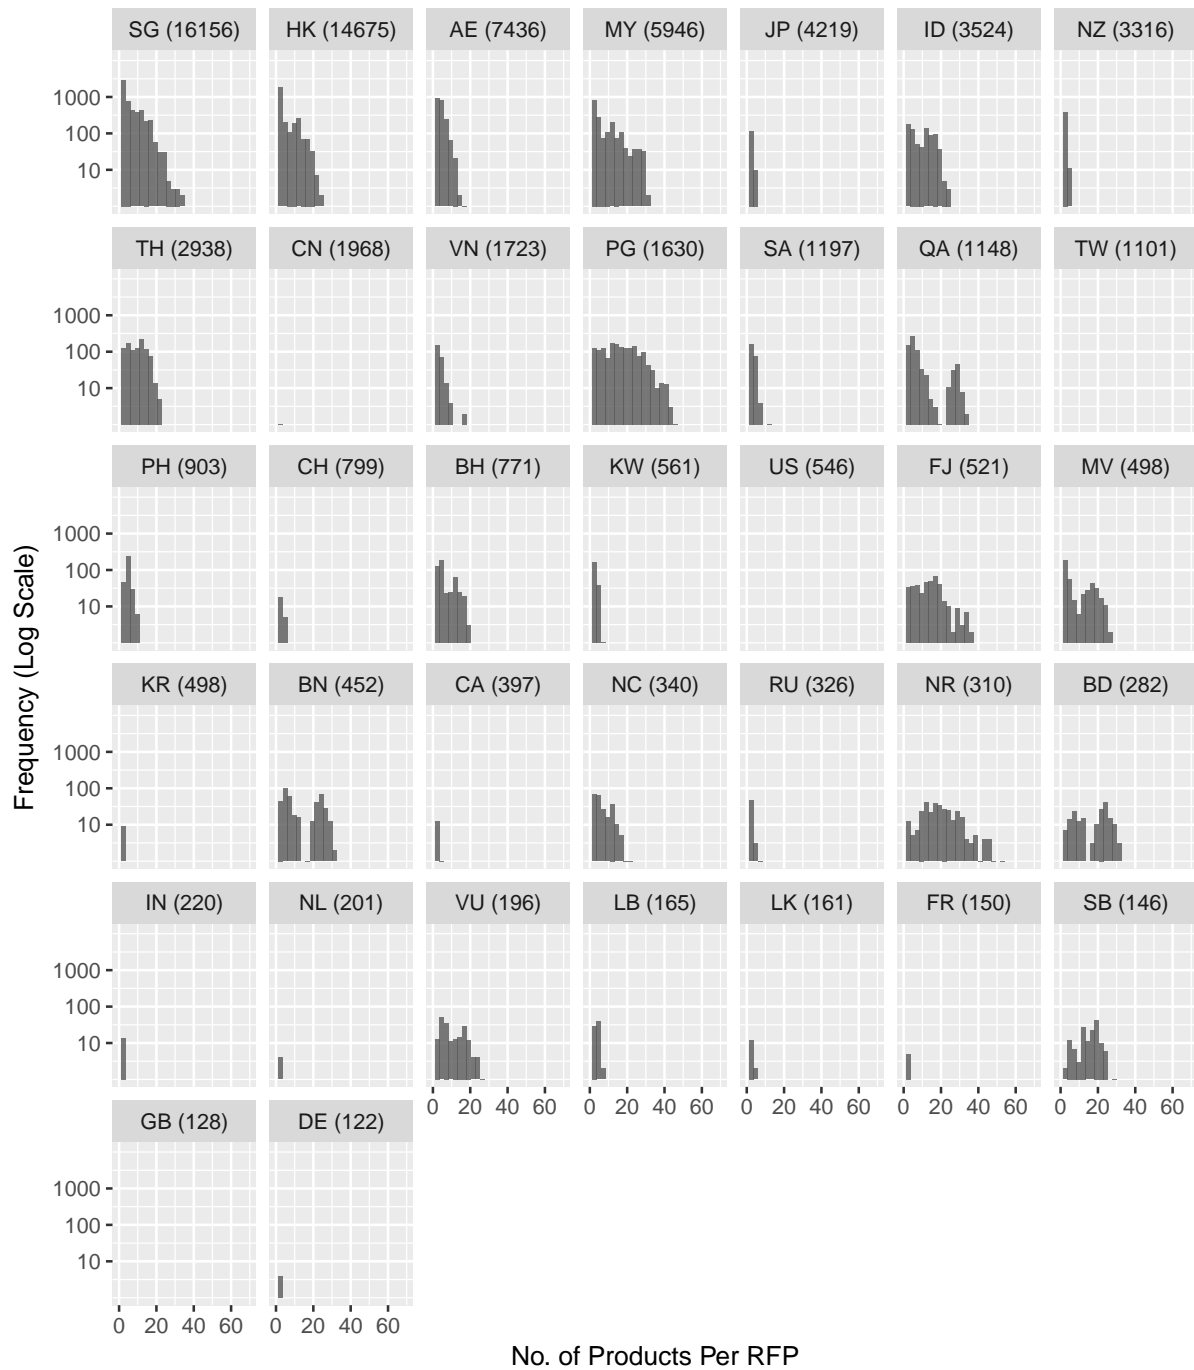 SG (16156) HK (14675) AE (7436) MY (5946) JP (4219) ID (3524) NZ (3316)
1000
100
10
TH (2938) CN (1968) VN (1723) PG (1630) SA (1197) QA (1148) TW (1101)
1000
100
10
PH (903) CH (799) BH (771) KW (561) US (546) FJ (521) MV (498)
1000
100
10
KR (498) BN (452) CA (397) NC (340) RU (326) NR (310) BD (282)
1000
100
10
IN (220) NL (201) VU (196) LB (165) LK (161) FR (150) SB (146)
1000
100
10
0 20 40 60 0 20 40 60 0 20 40 60 0 20 40 60 0 20 40 60
GB (128) DE (122)
1000
100
10
0 20 40 60 0 20 40 60
No. of Products Per RFP
Frequency (Log Scale)